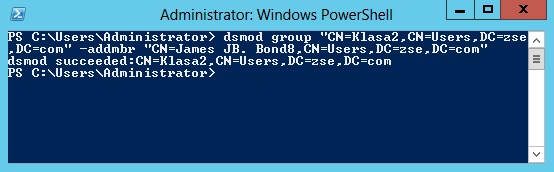 Administrator: Windows PowerShell
PS C:\Users\Administrator> dsmod group "CN=Klasa2,CN=Users,DC=zse
,DC=com" -addmbr "CN=James JB. Bond8,CN=Users,DC=zse,DC=com"
dsmod succeeded:CN=Klasa2,CN=Users,DC=zse,DC=com
PS C:\Users\Administrator>